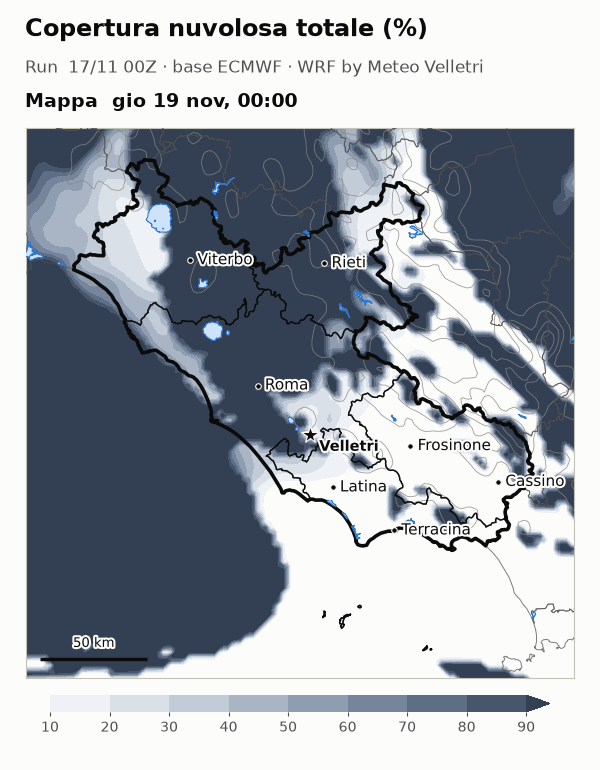 Copertura nuvolosa totale (%)
Run 17/11 00Z · base ECMWF · WRF by Meteo Velletri
Mappa gio 19 nov, 00:00
Viterbo
Rieti
Roma
Velletri
Frosinone
Cassino
Latina
Terracina
50 km
10 20 30 40 50 60 70 80 90